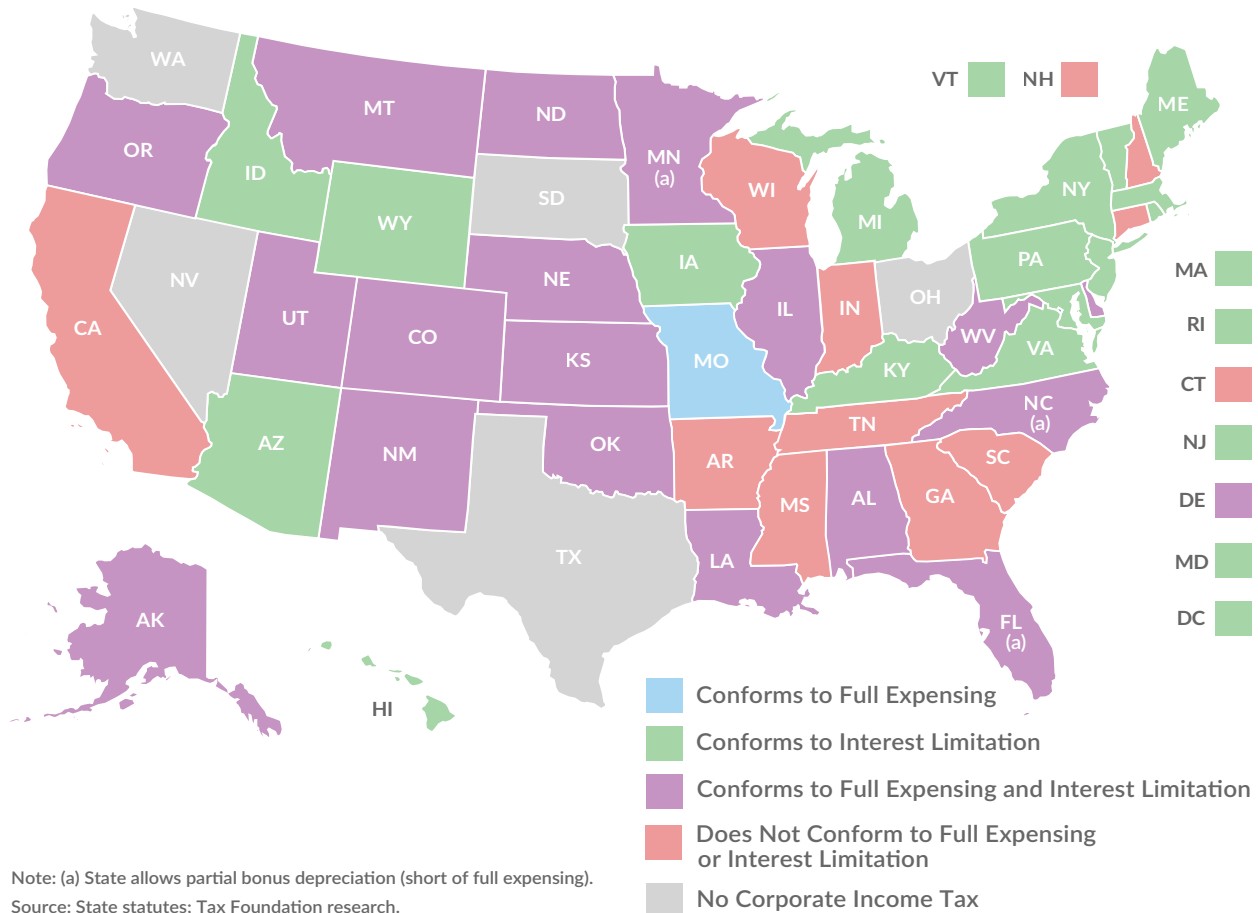 WA
VT
NH
ME
MT
ND
OR
MN
(a)
ID
WI
SD
NY
WY
MI
IA
PA
MA
NV
NE
OH
CA
UT
IL
IN
RI
CO
WV
VA
KS
MO
KY
CT
NC
(a)
TN
AZ
OK
NM
AR
SC
NJ
MS
AL
GA
DE
TX
LA
MD
AK
FL
(a)
DC
HI
Conforms to Full Expensing
Conforms to Interest Limitation
Conforms to Full Expensing and Interest Limitation
Does Not Conform to Full Expensing
or Interest Limitation
No Corporate Income Tax
Note: (a) State allows partial bonus depreciation (short of full expensing).
Source: State statutes; Tax Foundation research.